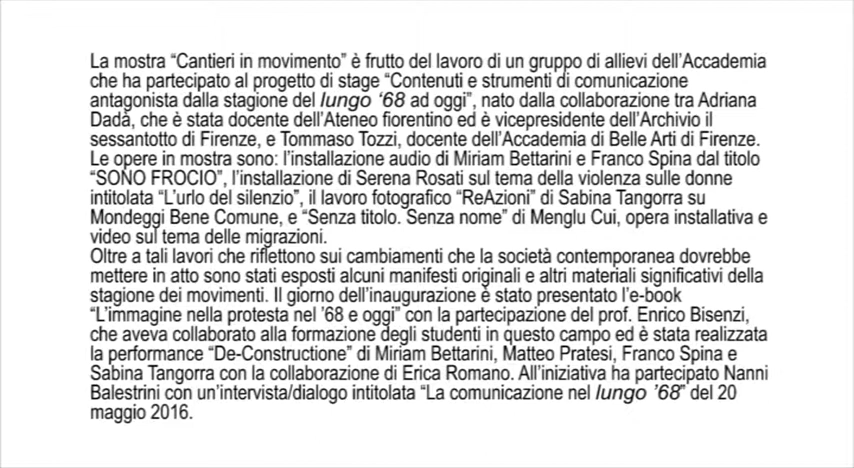 La mostra “Cantieri in movimento” è frutto del lavoro di un gruppo di allievi dell’Accademia
che ha partecipato al progetto di stage “Contenuti e strumenti di comunicazione
antagonista dalla stagione del lungo ‘68 ad oggi”, nato dalla collaborazione tra Adriana
Dadà, che è stata docente dell’Ateneo fiorentino ed è vicepresidente dell’Archivio il
sessantotto di Firenze, e Tommaso Tozzi, docente dell’Accademia di Belle Arti di Firenze.
Le opere in mostra sono: l’installazione audio di Miriam Bettarini e Franco Spina dal titolo
“SONO FROCIO”, l’installazione di Serena Rosati sul tema della violenza sulle donne
intitolata “L’urlo del silenzio”, il lavoro fotografico “ReAzioni” di Sabina Tangorra su
Mondeggi Bene Comune, e “Senza titolo. Senza nome” di Menglu Cui, opera installativa e
video sul tema delle migrazioni.
Oltre a tali lavori che riflettono sui cambiamenti che la società contemporanea dovrebbe
mettere in atto sono stati esposti alcuni manifesti originali e altri materiali significativi della
stagione dei movimenti. Il giorno dell’inaugurazione è stato presentato l’e-book
“L’immagine nella protesta nel ’68 e oggi” con la partecipazione del prof. Enrico Bisenzi,
che aveva collaborato alla formazione degli studenti in questo campo ed è stata realizzata
la performance “De-Constructione” di Miriam Bettarini, Matteo Pratesi, Franco Spina e
Sabina Tangorra con la collaborazione di Erica Romano. All’iniziativa ha partecipato Nanni
Balestrini con un’intervista/dialogo intitolata “La comunicazione nel lungo ’68” del 20
maggio 2016.